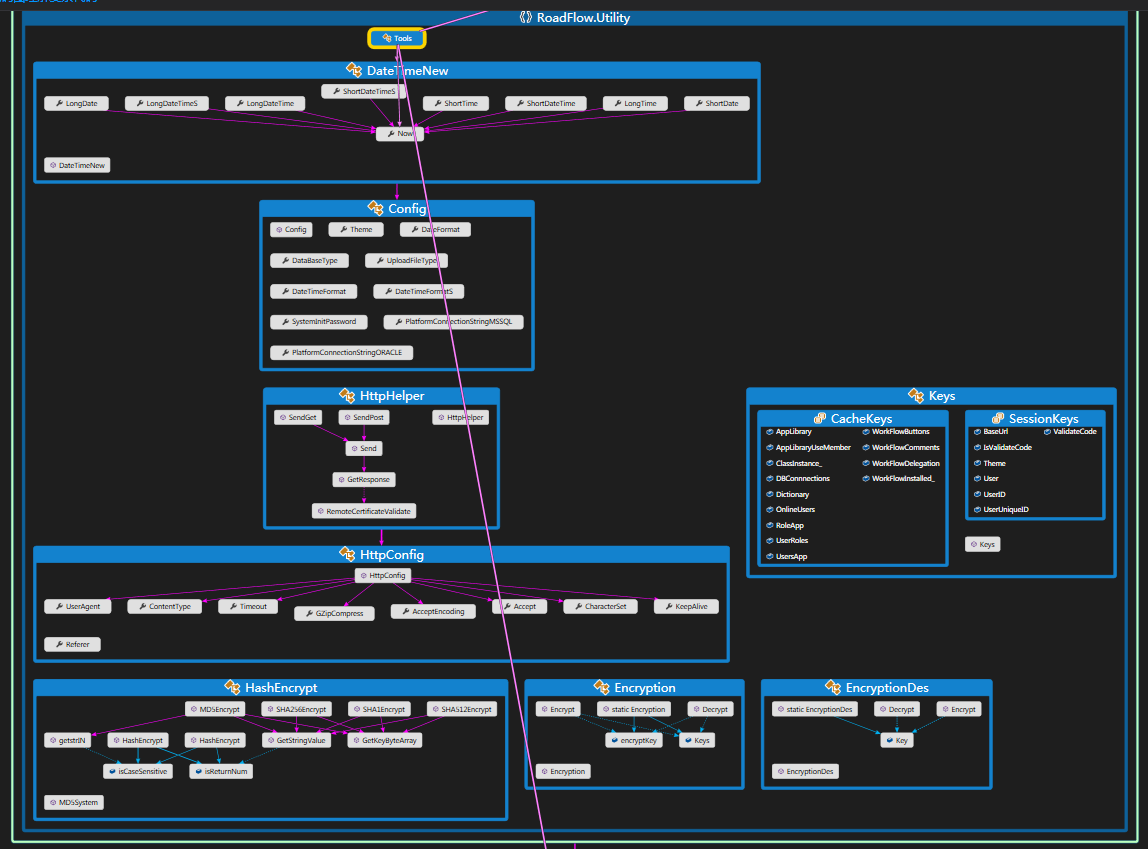 RoadFlow.Utility
Tools
DateTimeNew
ShortDateTimeS
LongDate LongDateTimeS LongDateTime ShortTime ShortDateTime LongTime ShortDate
Now
DateTimeNew
Config
Config Theme DateFormat
DataBaseType UploadFileType
DateTimeFormat DateTimeFormatS
SystemInitPassword PlatformConnectionStringMSSQL
PlatformConnectionStringORACLE
HttpHelper
SendGet SendPost HttpHelper
Send
GetResponse
RemoteCertificateValidate
Keys
CacheKeys
AppLibrary WorkFlowButtons
AppLibraryUseMember WorkFlowComments
ClassInstance_ WorkFlowDelegation
DBConnnections WorkFlowInstalled_
Dictionary
OnlineUsers
RoleApp
UserRoles
UsersApp
SessionKeys
BaseUrl ValidateCode
IsValidateCode
Theme
User
UserID
UserUniqueID
Keys
HttpConfig
HttpConfig
UserAgent ContentType Timeout GZipCompress AcceptEncoding Accept CharacterSet KeepAlive
Referer
HashEncrypt
MD5Encrypt SHA256Encrypt SHA1Encrypt SHA512Encrypt
getstrIN HashEncrypt HashEncrypt GetStringValue GetKeyByteArray
isCaseSensitive isReturnNum
MD5System
Encryption
Encrypt static Encryption Decrypt
encryptKey Keys
Encryption
EncryptionDes
static EncryptionDes Decrypt Encrypt
Key
EncryptionDes